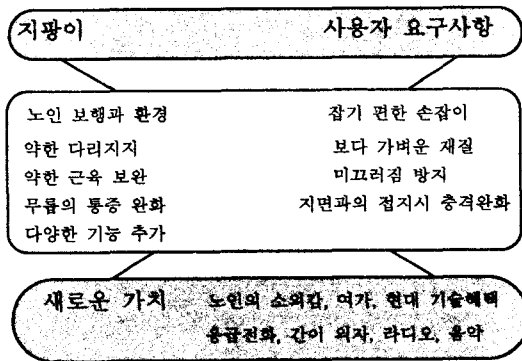 지팡이 사용자 요구사항
노인 보행과 환경 잡기 편한 손잡이
약한 다리지지 보다 가벼운 재질
약한 근육 보완 미끄러짐 방지
무릎의 통증 완화 지면과의 접지시 충격완화
다양한 기능 추가
새로운 가치 노인의 소외감, 여가, 현대 기술혜택
응급전화, 간이 의자, 라디오, 음악